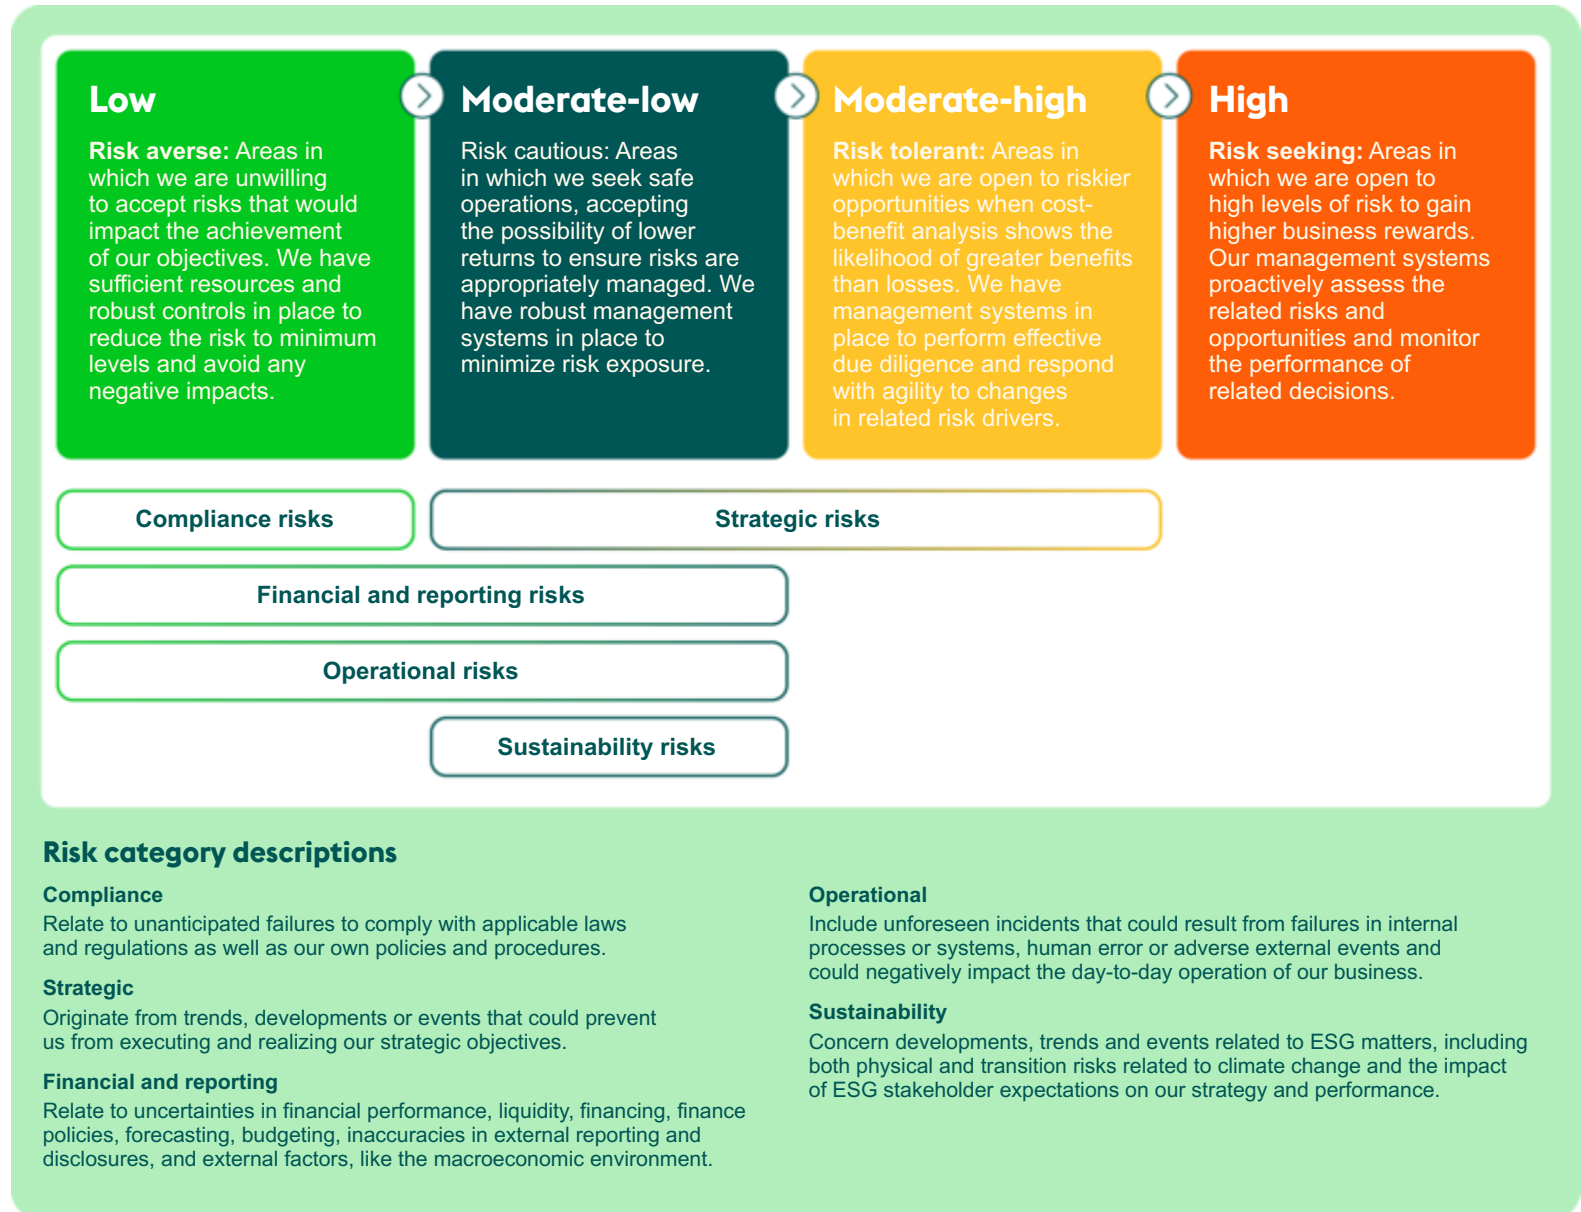 Low
Risk averse: Areas in
which we are unwilling
to accept risks that would
impact the achievement
of our objectives. We have
sufficient resources and
robust controls in place to
reduce the risk to minimum
levels and avoid any
negative impacts.
Moderate-low
Risk cautious: Areas
in which we seek safe
operations, accepting
the possibility of lower
returns to ensure risks are
appropriately managed. We
have robust management
systems in place to
minimize risk exposure.
Moderate-high
Risk tolerant: Areas in
which we are open to riskier
opportunities when cost-
benefit analysis shows the
likelihood of greater benefits
than losses. We have
management systems in
place to perform effective
due diligence and respond
with agility to changes
in related risk drivers.
High
Risk seeking: Areas in
which we are open to
high levels of risk to gain
higher business rewards.
Our management systems
proactively assess the
related risks and
opportunities and monitor
the performance of
related decisions.
Compliance risks
Strategic risks
Financial and reporting risks
Operational risks
Sustainability risks
Risk category descriptions
Compliance
Relate to unanticipated failures to comply with applicable laws
and regulations as well as our own policies and procedures.
Strategic
Originate from trends, developments or events that could prevent
us from executing and realizing our strategic objectives.
Financial and reporting
Relate to uncertainties in financial performance, liquidity, financing, finance
policies, forecasting, budgeting, inaccuracies in external reporting and
disclosures, and external factors, like the macroeconomic environment.
Operational
Include unforeseen incidents that could result from failures in internal
processes or systems, human error or adverse external events and
could negatively impact the day-to-day operation of our business.
Sustainability
Concern developments, trends and events related to ESG matters, including
both physical and transition risks related to climate change and the impact
of ESG stakeholder expectations on our strategy and performance.